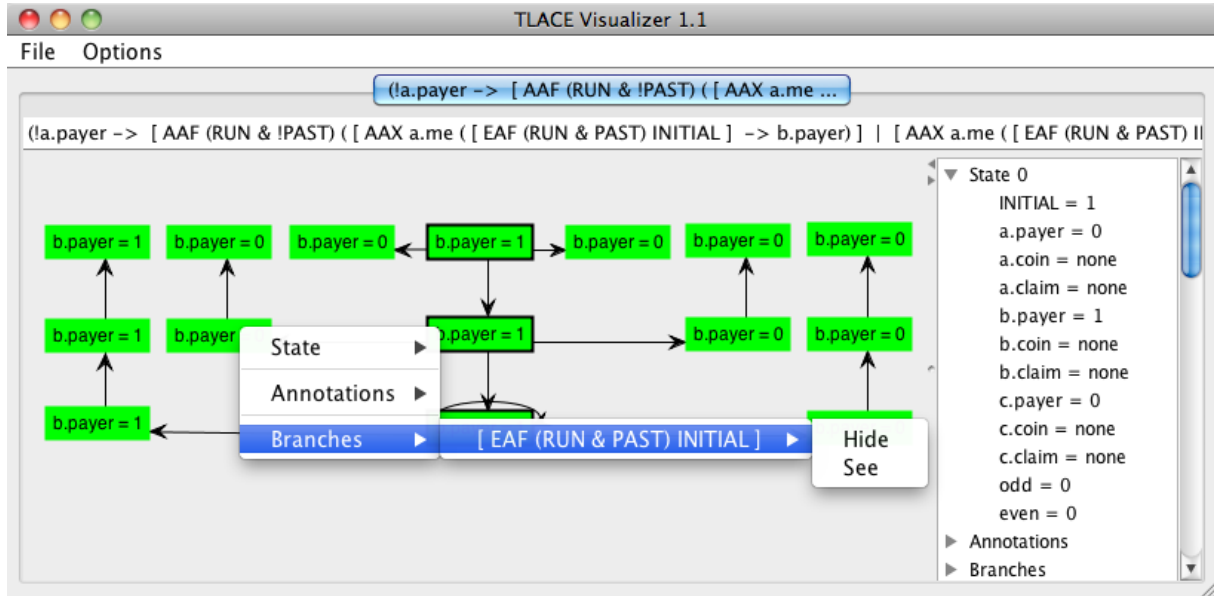 TLACE Visualizer 1.1
File Options
(!a.payer -> [ AAF (RUN & !PAST) ( [ AAX a.me ...
(!a.payer -> [ AAF (RUN & !PAST) ( [ AAX a.me ( [ EAF (RUN & PAST) INITIAL ] -> b.payer) ] | [ AAX a.me ( [ EAF (RUN & PAST) II
b.payer = 1 b.payer = 0 b.payer = 0 b.payer = 1 b.payer = 0 b.payer = 0 b.payer = 0
b.payer = 1 b.payer b.payer = 1 b.payer = 0 b.payer = 0
b.payer = 1
State
Annotations
Branches
[ EAF (RUN & PAST) INITIAL ]
Hide
See
State 0
INITIAL = 1
a.payer = 0
a.coin = none
a.claim = none
b.payer = 1
b.coin = none
b.claim = none
c.payer = 0
c.coin = none
c.claim = none
odd = 0
even = 0
Annotations
Branches